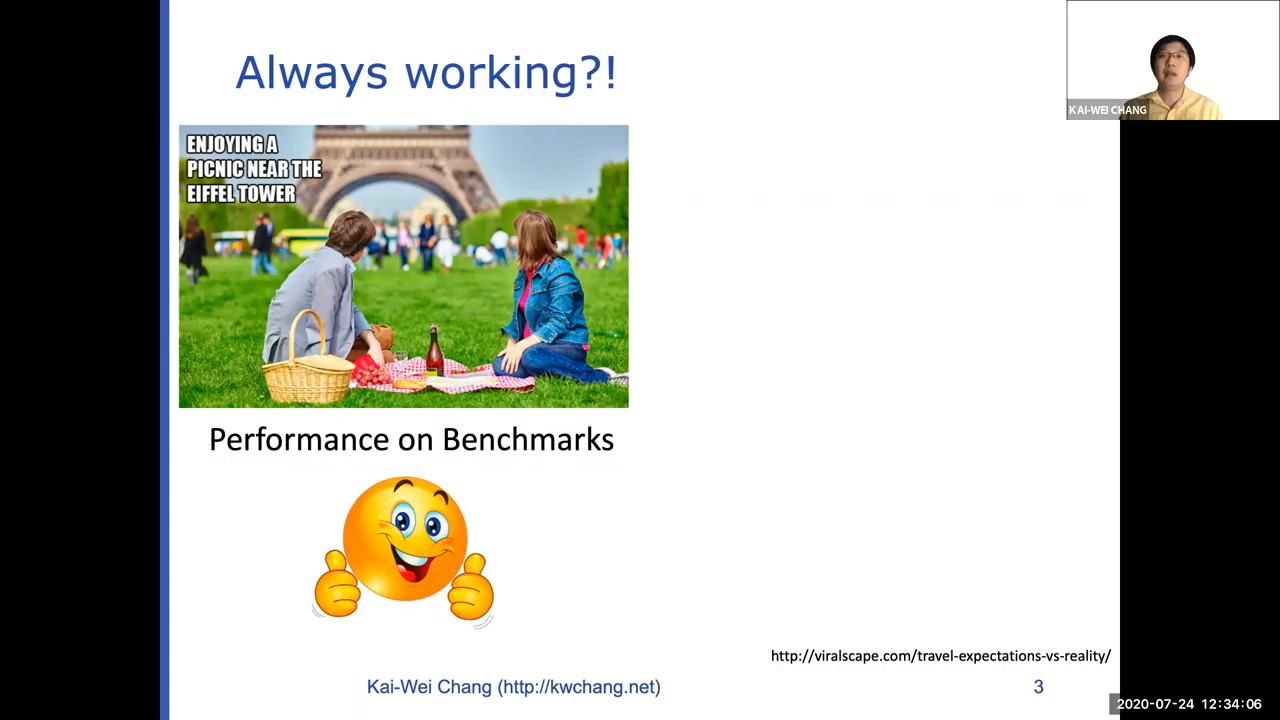 Always working?!
KAI-WEI CHANG
ENJOYING A
PICNIC NEAR THE
EIFFEL TOWER
Performance on Benchmarks
http://viralscape.com/travel-expectations-vs-reality/
Kai-Wei Chang (http://kwchang.net)
3
2020-07-24 12:34:06